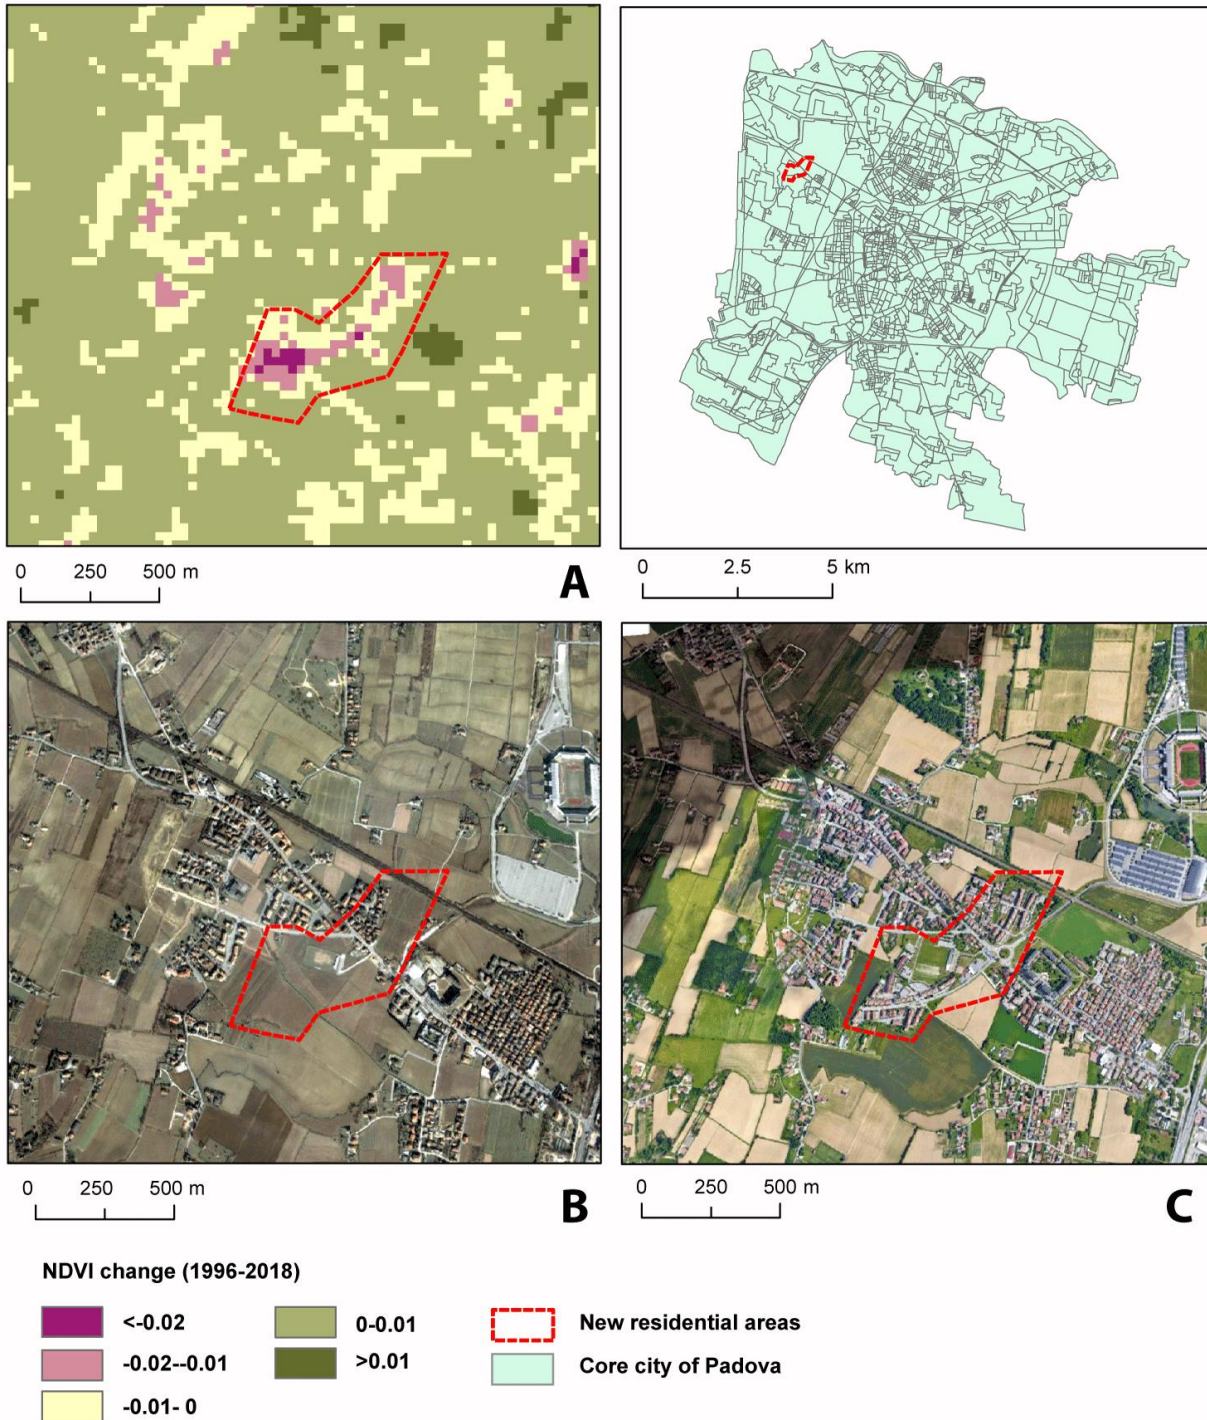 0 250 500 m
A
0 2.5 5 km
0 250 500 m
B
0 250 500 m
C
NDVI change (1996-2018)
<-0.02
0-0.01
New residential areas
-0.02--0.01
>0.01
Core city of Padova
-0.01- 0